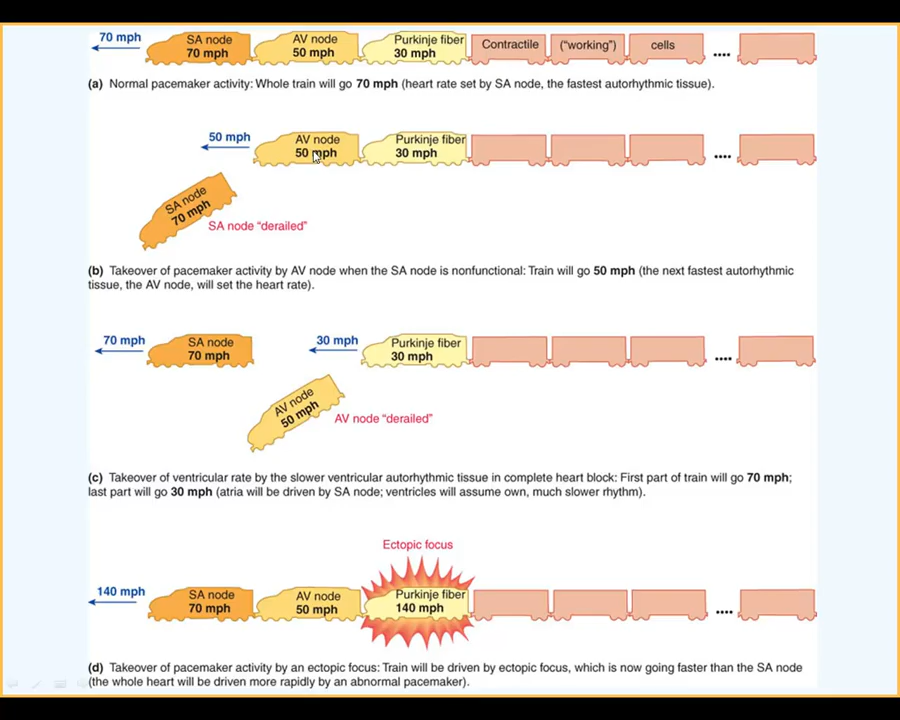 70 mph
SA node
70 mph
AV node
50 mph
Purkinje fiber
30 mph
Contractile
("working")
cells
....
(a) Normal pacemaker activity: Whole train will go 70 mph (heart rate set by SA node, the fastest autorhythmic tissue).
50 mph
AV node
50 mph
Purkinje fiber
30 mph
....
SA node
70 mph
SA node "derailed"
(b) Takeover of pacemaker activity by AV node when the SA node is nonfunctional: Train will go 50 mph (the next fastest autorhythmic
tissue, the AV node, will set the heart rate).
70 mph
SA node
70 mph
30 mph
Purkinje fiber
30 mph
....
AV node
50 mph
AV node "derailed"
(c) Takeover of ventricular rate by the slower ventricular autorhythmic tissue in complete heart block: First part of train will go 70 mph;
last part will go 30 mph (atria will be driven by SA node; ventricles will assume own, much slower rhythm).
Ectopic focus
140 mph
SA node
70 mph
AV node
50 mph
Purkinje fiber
140 mph
....
(d) Takeover of pacemaker activity by an ectopic focus: Train will be driven by ectopic focus, which is now going faster than the SA node
(the whole heart will be driven more rapidly by an abnormal pacemaker).